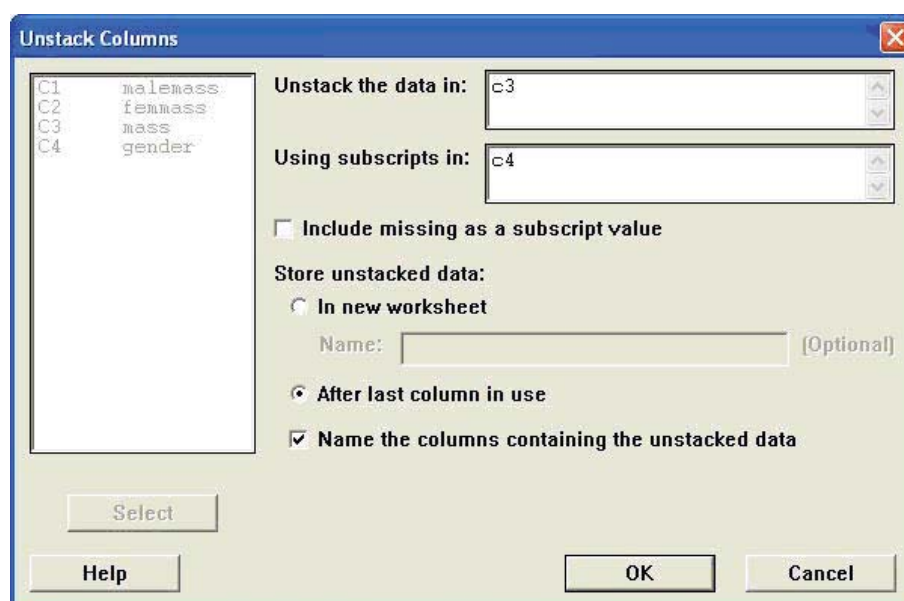 Unstack Columns
C1 malemass
C2 femmass
C3 mass
C4 gender
Unstack the data in: c3
Using subscripts in: c4
Include missing as a subscript value
Store unstacked data:
In new worksheet
Name: (Optional)
After last column in use
Name the columns containing the unstacked data
Select
Help OK Cancel